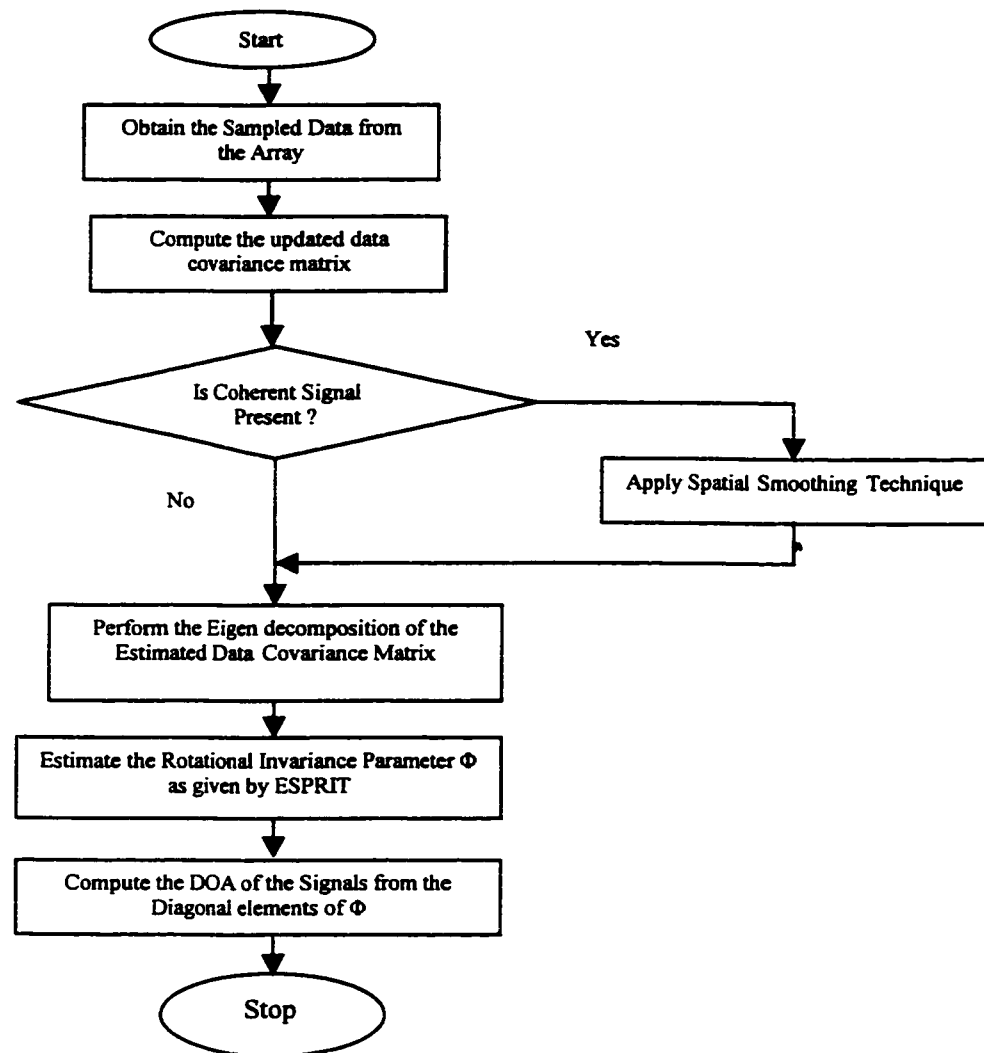 Start
Obtain the Sampled Data from
the Array
Compute the updated data
covariance matrix
Yes
Is Coherent Signal
Present ?
Apply Spatial Smoothing Technique
No
Perform the Eigen decomposition of the
Estimated Data Covariance Matrix
Estimate the Rotational Invariance Parameter Φ
as given by ESPRIT
Compute the DOA of the Signals from the
Diagonal elements of Φ
Stop